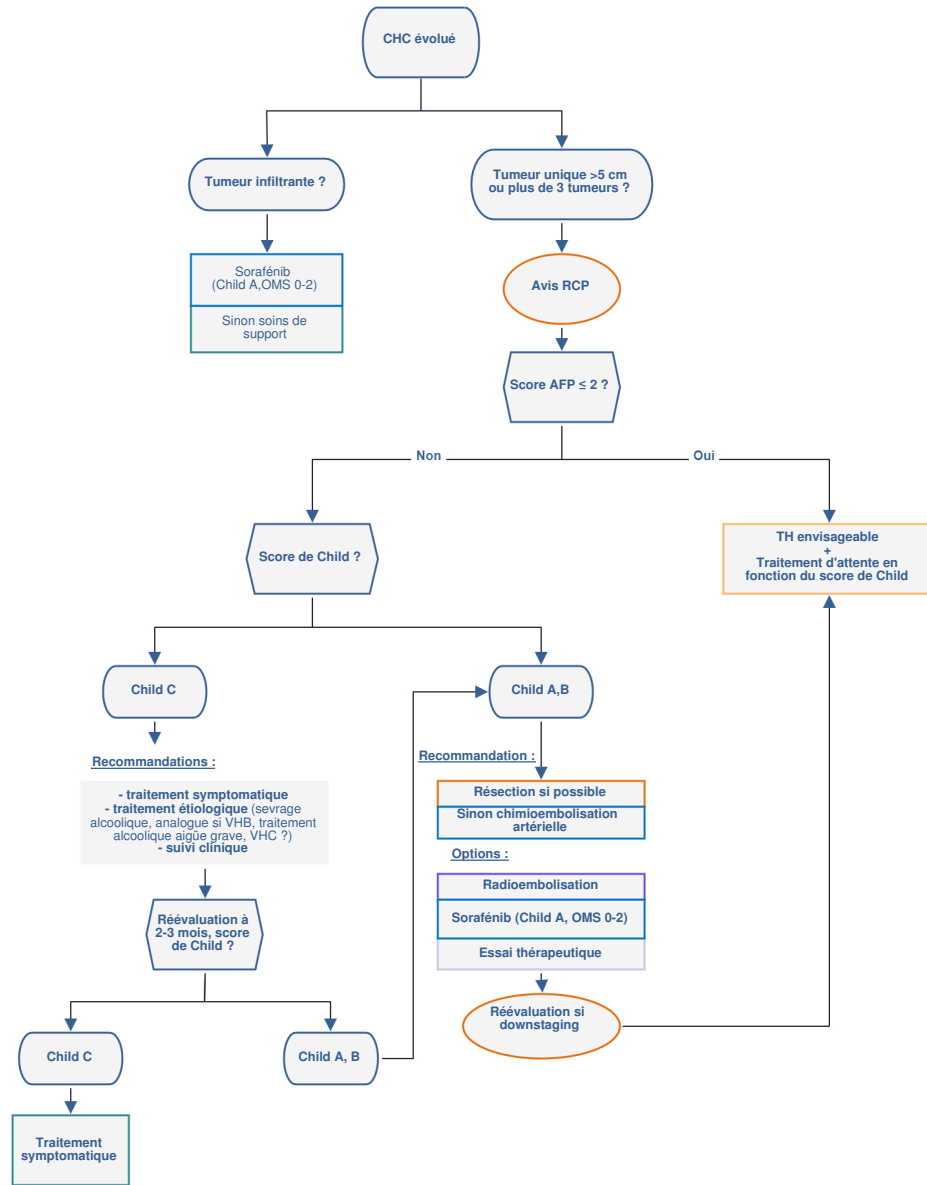 CHC évolué
Tumeur infiltrante ?
Tumeur unique >5 cm
ou plus de 3 tumeurs ?
Sorafénib
(Child A,OMS 0-2)
Sinon soins de
support
Avis RCP
Score AFP ≤ 2 ?
Non
Oui
Score de Child ?
TH envisageable
+
Traitement d'attente en
fonction du score de Child
Child C
Child A,B
Recommandations :
- traitement symptomatique
- traitement étiologique (sevrage
alcoolique, analogue si VHB, traitement
alcoolique aigüe grave, VHC ?)
- suivi clinique
Recommandation :
Résection si possible
Sinon chimioembolisation
artérielle
Options :
Radioembolisation
Sorafénib (Child A, OMS 0-2)
Essai thérapeutique
Réévaluation à
2-3 mois, score
de Child ?
Réévaluation si
downstaging
Child C
Child A, B
Traitement
symptomatique